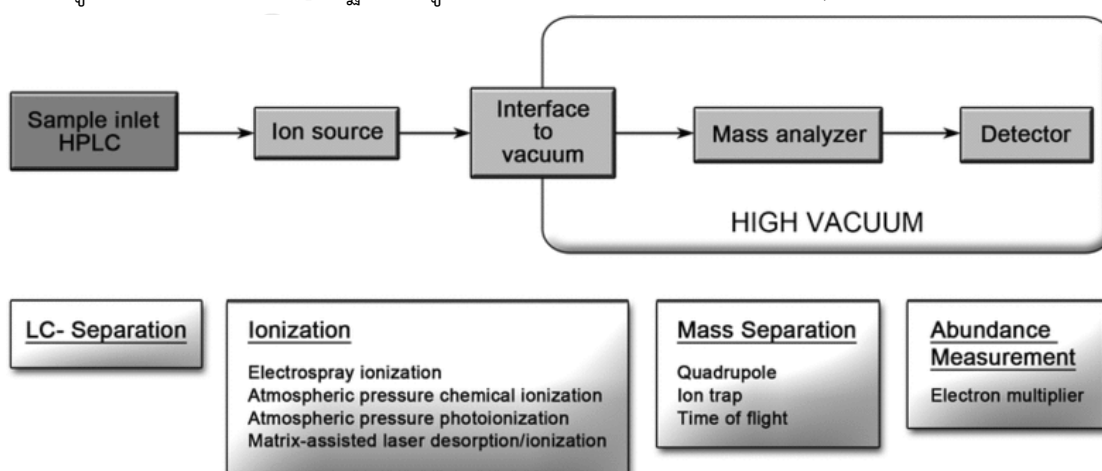 Sample inlet
HPLC
Ion source
Interface
to
vacuum
Mass analyzer
Detector
HIGH VACUUM
LC- Separation
Ionization
Electrospray ionization
Atmospheric pressure chemical ionization
Atmospheric pressure photoionization
Matrix-assisted laser desorption/ionization
Mass Separation
Quadrupole
Ion trap
Time of flight
Abundance
Measurement
Electron multiplier